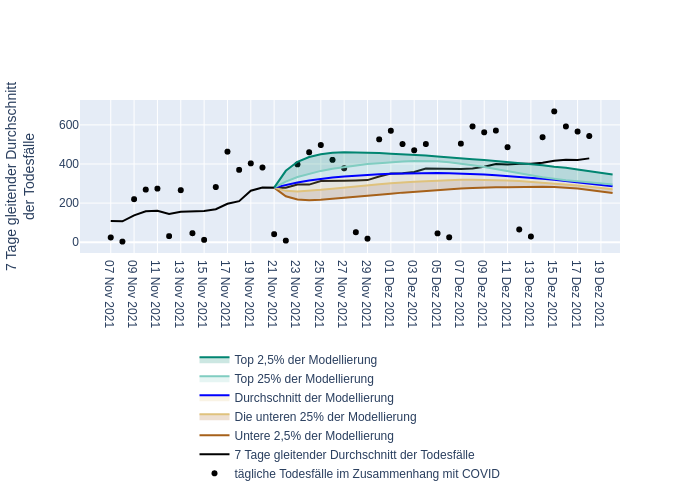 7 Tage gleitender Durchschnitt
der Todesfälle
600
400
200
0
07 Nov 2021
09 Nov 2021
11 Nov 2021
13 Nov 2021
15 Nov 2021
17 Nov 2021
19 Nov 2021
21 Nov 2021
23 Nov 2021
25 Nov 2021
27 Nov 2021
29 Nov 2021
01 Dez 2021
03 Dez 2021
05 Dez 2021
07 Dez 2021
09 Dez 2021
11 Dez 2021
13 Dez 2021
15 Dez 2021
17 Dez 2021
19 Dez 2021
Top 2,5% der Modellierung
Top 25% der Modellierung
Durchschnitt der Modellierung
Die unteren 25% der Modellierung
Untere 2,5% der Modellierung
7 Tage gleitender Durchschnitt der Todesfälle
tägliche Todesfälle im Zusammenhang mit COVID